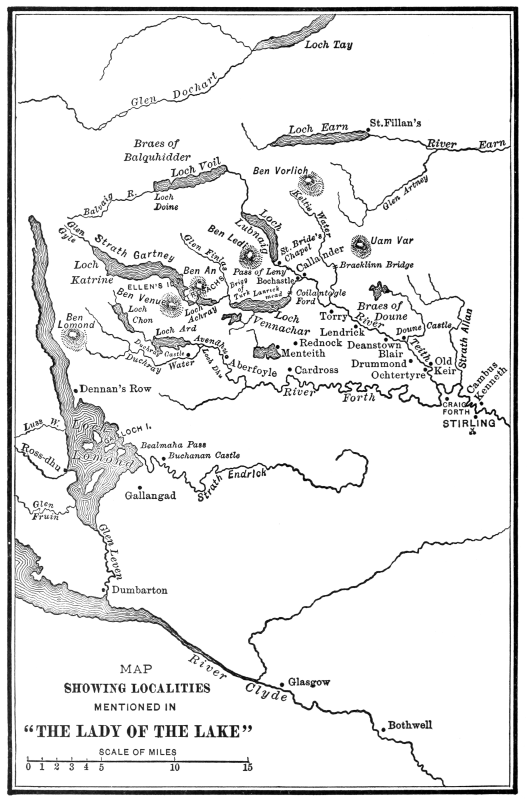 Loch Tay
Glen Dochart
St. Fillan's
Loch Earn
River Earn
Braes of
Balquhidder
Loch Voil
Ben Vorlich
Loch
Doine
Balvaig R.
Keltie Water
Glen Artney
Glen
Gyle
Strath Gartney
Glen Finlas
Loch
Lubnaig
Ben Ledi
St. Bride's
Chapel
Uam Var
Callander
Bracklinn Bridge
Loch
Katrine
Ben An
Pass of Leny
Bochastle
ELLEN'S I.
TROSACHS
Brigg
of
Turk
Lanrick
mead
Coilantogle
Ford
Ben Venue
Loch
Achray
Loch
Vennachar
Braes of
Doune
Loch
Chon
Ben
Lomond
Loch Ard
Torry
River
Teith
Lendrick
Doune Castle
Strath Allan
Duchray Castle
Avendhu
Rednock
Deanstown
Menteith
Blair
Drummond
Old
Keir
Duchray
Water
Loch Dhu
Aberfoyle
Cardross
Ochtertyre
Dennan's Row
River Forth
CRAIG
FORTH
Cambus
Kenneth
STIRLING
Luss W.
Loch
Lomond
LOCH I.
Bealmaha Pass
Buchanan Castle
Ross-dhu
Strath Endrick
Gallangad
Glen
Fruin
Glen Leven
Dumbarton
River Clyde
Glasgow
Bothwell
MAP
SHOWING LOCALITIES
MENTIONED IN
"THE LADY OF THE LAKE"
SCALE OF MILES
0 1 2 3 4 5 10 15